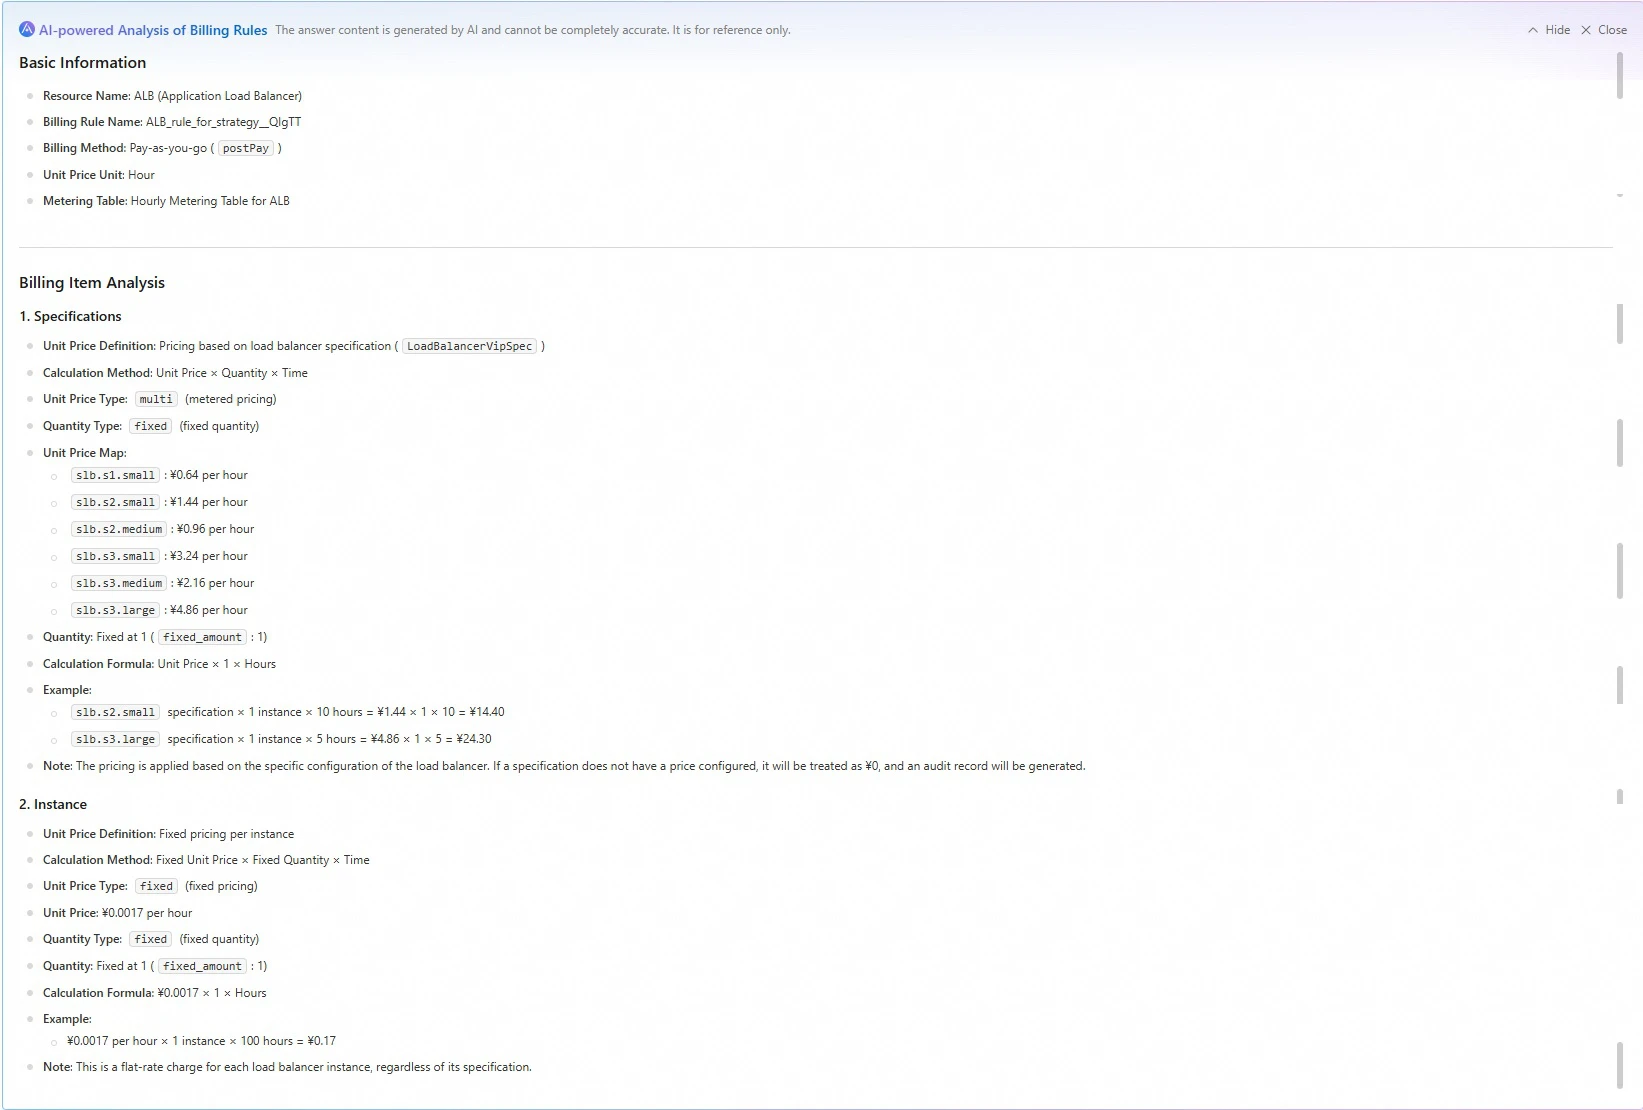 AI-powered Analysis of Billing Rules The answer content is generated by AI and cannot be completely accurate. It is for reference only. Hide Close
Basic Information
Resource Name: ALB (Application Load Balancer)
Billing Rule Name: ALB_rule_for_strategy__QlgTT
Billing Method: Pay-as-you-go ( postPay )
Unit Price Unit: Hour
Metering Table: Hourly Metering Table for ALB
Billing Item Analysis
1. Specifications
Unit Price Definition: Pricing based on load balancer specification ( LoadBalancerVipSpec )
Calculation Method: Unit Price × Quantity × Time
Unit Price Type: multi (metered pricing)
Quantity Type: fixed (fixed quantity)
Unit Price Map:
slb.s1.small : ¥0.64 per hour
slb.s2.small : ¥1.44 per hour
slb.s2.medium : ¥0.96 per hour
slb.s3.small : ¥3.24 per hour
slb.s3.medium : ¥2.16 per hour
slb.s3.large : ¥4.86 per hour
Quantity: Fixed at 1 ( fixed_amount : 1)
Calculation Formula: Unit Price × 1 × Hours
Example:
slb.s2.small specification × 1 instance × 10 hours = ¥1.44 × 1 × 10 = ¥14.40
slb.s3.large specification × 1 instance × 5 hours = ¥4.86 × 1 × 5 = ¥24.30
Note: The pricing is applied based on the specific configuration of the load balancer. If a specification does not have a price configured, it will be treated as ¥0, and an audit record will be generated.
2. Instance
Unit Price Definition: Fixed pricing per instance
Calculation Method: Fixed Unit Price × Fixed Quantity × Time
Unit Price Type: fixed (fixed pricing)
Unit Price: ¥0.0017 per hour
Quantity Type: fixed (fixed quantity)
Quantity: Fixed at 1 ( fixed_amount : 1)
Calculation Formula: ¥0.0017 × 1 × Hours
Example:
¥0.0017 per hour × 1 instance × 100 hours = ¥0.17
Note: This is a flat-rate charge for each load balancer instance, regardless of its specification.